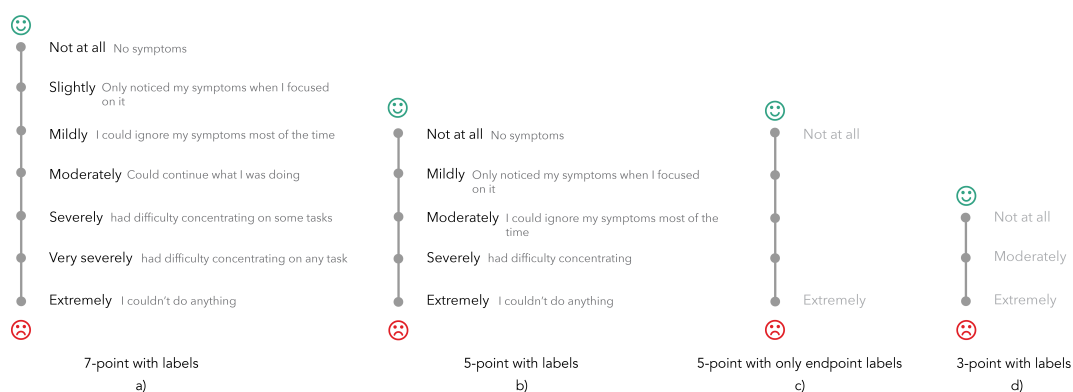 Not at all No symptoms
Slightly Only noticed my symptoms when I focused
on it
Mildly I could ignore my symptoms most of the time
Moderately Could continue what I was doing
Severely had difficulty concentrating on some tasks
Very severely had difficulty concentrating on any task
Extremely I couldn't do anything
7-point with labels
a)
Not at all No symptoms
Mildly Only noticed my symptoms when I focused
on it
Moderately I could ignore my symptoms most of the
time
Severely had difficulty concentrating
Extremely I couldn't do anything
5-point with labels
b)
Not at all
Extremely
5-point with only endpoint labels
c)
Not at all
Moderately
Extremely
3-point with labels
d)